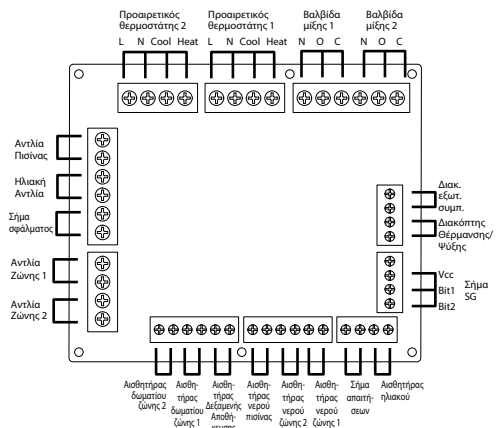 Προαιρετικός
θερμοστάτης 2
Προαιρετικός
θερμοστάτης 1
Βαλβίδα
μίξης 1
Βαλβίδα
μίξης 2
L N Cool Heat
L N Cool Heat
N O C
N O C
Αντλία
Πισίνας
Ηλιακή
Αντλία
Σήμα
σφάλματος
Αντλία
Ζώνης 1
Αντλία
Ζώνης 2
Διακ.
εξωτ.
συμπ.
Διακόπτης
Θέρμανσης/
Ψύξης
Vcc
Bit1
Bit2
Σήμα
SG
Αισθητήρας
δωματίου
ζώνης 2
Αισθη-
τήρας
δωματίου
ζώνης 1
Αισθη-
τήρας
Δεξαμενής
Αποθή-
κευσης
Αισθη-
τήρας
νερού
πισίνας
Αισθη-
τήρας
νερού
ζώνης 2
Αισθη-
τήρας
νερού
ζώνης 1
Σήμα
απαιτή-
σεων
Αισθητήρας
ηλιακού